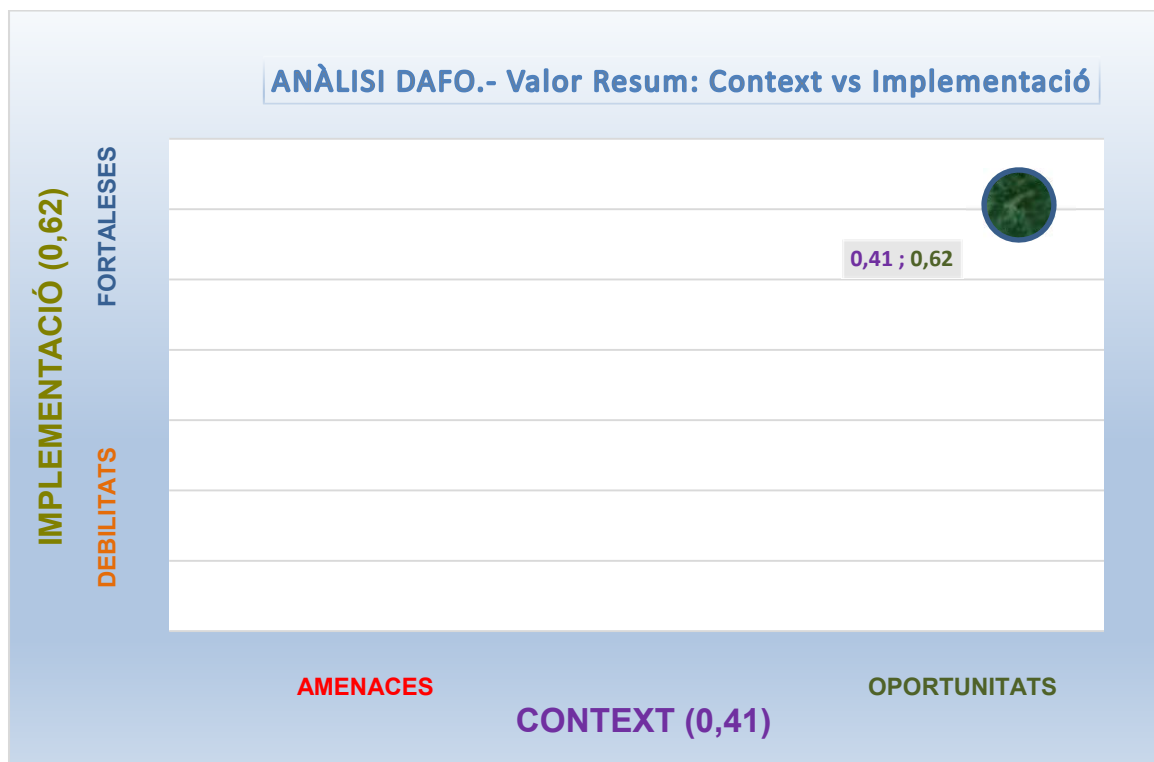 ANÀLISI DAFO.- Valor Resum: Context vs Implementació
IMPLEMENTACIÓ (0,62)
FORTALESES
DEBILITATS
0,41 ; 0,62
AMENACES
OPORTUNITATS
CONTEXT (0,41)